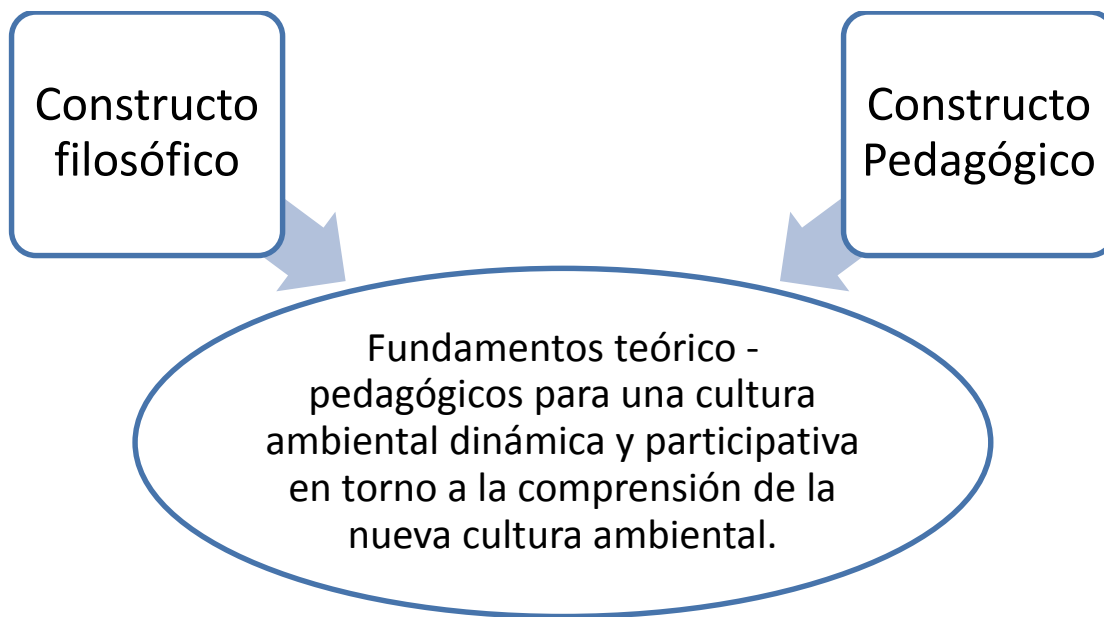 Constructo
filosófico
Constructo
Pedagógico
Fundamentos teórico -
pedagógicos para una cultura
ambiental dinámica y participativa
en torno a la comprensión de la
nueva cultura ambiental.